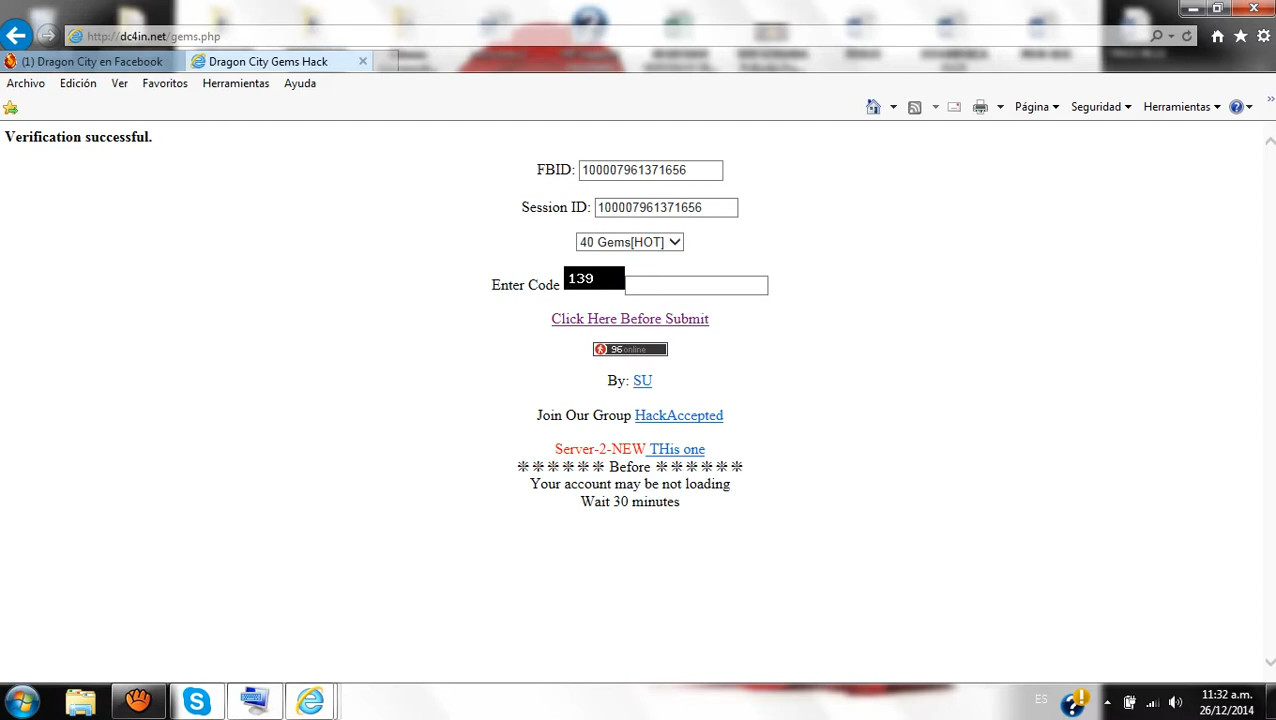 http://dc4in.net/gems.php
(1) Dragon City en Facebook
Dragon City Gems Hack
Archivo Edición Ver Favoritos Herramientas Ayuda
Página Seguridad Herramientas
Verification successful.
FBID: 100007961371656
Session ID: 100007961371656
40 Gems[HOT]
Enter Code 139
Click Here Before Submit
96 online
By: SU
Join Our Group HackAccepted
Server-2-NEW THis one
****** Before ******
Your account may be not loading
Wait 30 minutes
ES
11:32 a.m.
26/12/2014